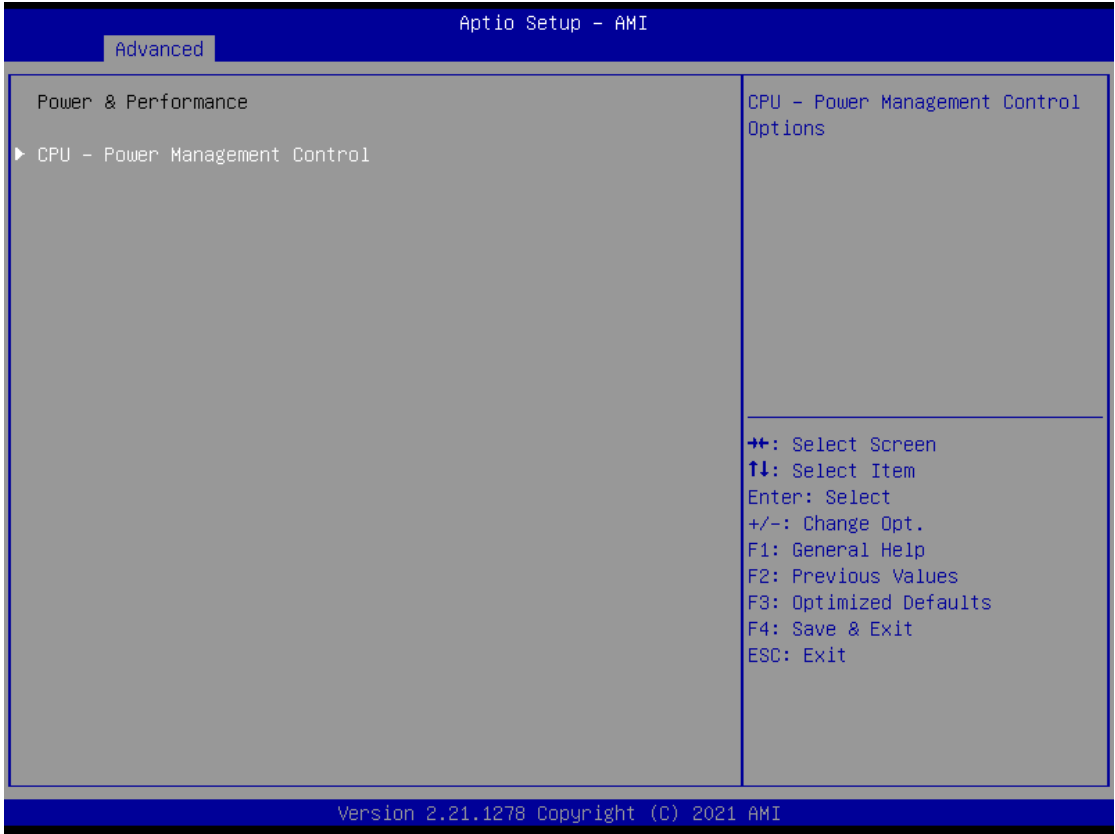 Aptio Setup – AMI
Advanced
Power & Performance
CPU – Power Management Control
CPU – Power Management Control
Options
→←: Select Screen
↑↓: Select Item
Enter: Select
+/-: Change Opt.
F1: General Help
F2: Previous Values
F3: Optimized Defaults
F4: Save & Exit
ESC: Exit
Version 2.21.1278 Copyright (C) 2021 AMI